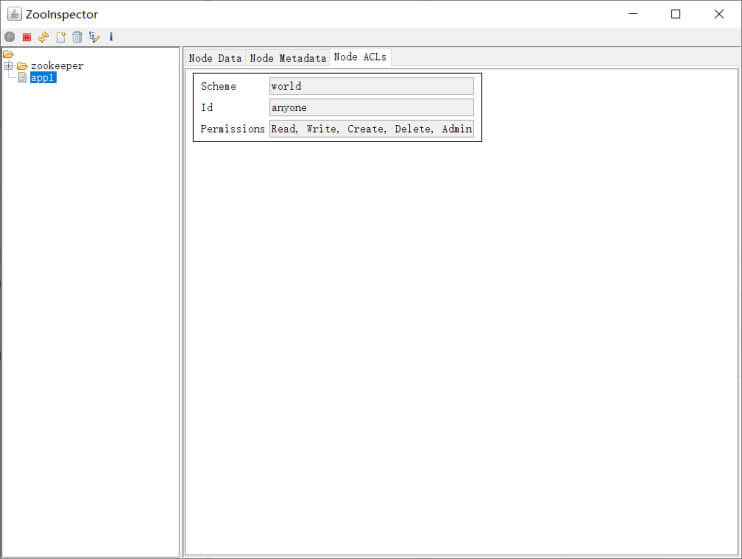 ZooInspector
zookeeper
app1
Node Data Node Metadata Node ACLs
Scheme world
Id anyone
Permissions Read, Write, Create, Delete, Admin